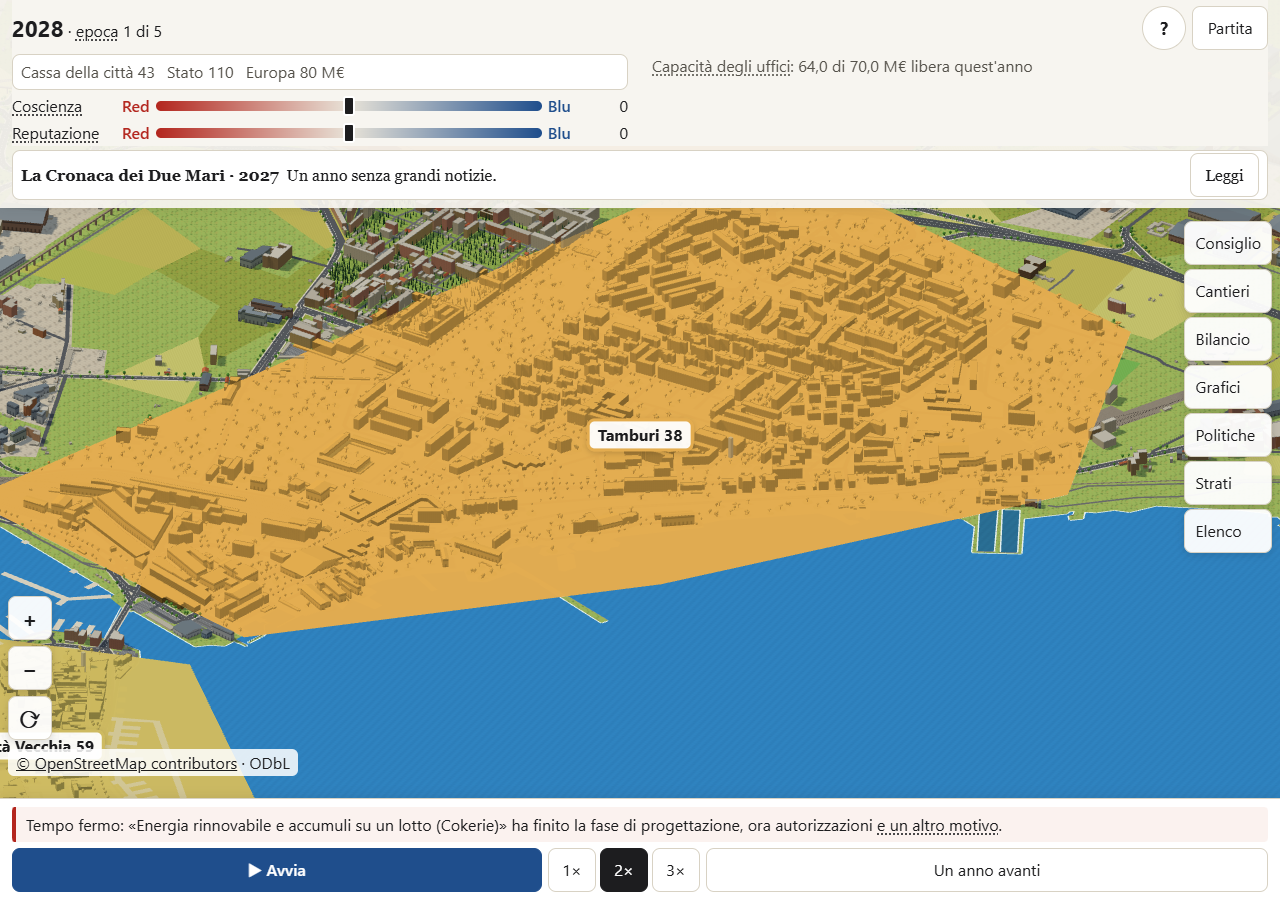 2028 · epoca 1 di 5
?
Partita
Cassa della città 43 Stato 110 Europa 80 M€
Capacità degli uffici: 64,0 di 70,0 M€ libera quest'anno
Coscienza Red Blu 0
Reputazione Red Blu 0
La Cronaca dei Due Mari · 2027 Un anno senza grandi notizie.
Leggi
Consiglio
Cantieri
Bilancio
Grafici
Politiche
Strati
Elenco
Tamburi 38
+
−
Vecchia 59
© OpenStreetMap contributors · ODbL
Tempo fermo: «Energia rinnovabile e accumuli su un lotto (Cokerie)» ha finito la fase di progettazione, ora autorizzazioni e un altro motivo.
▶ Avvia
1×
2×
3×
Un anno avanti